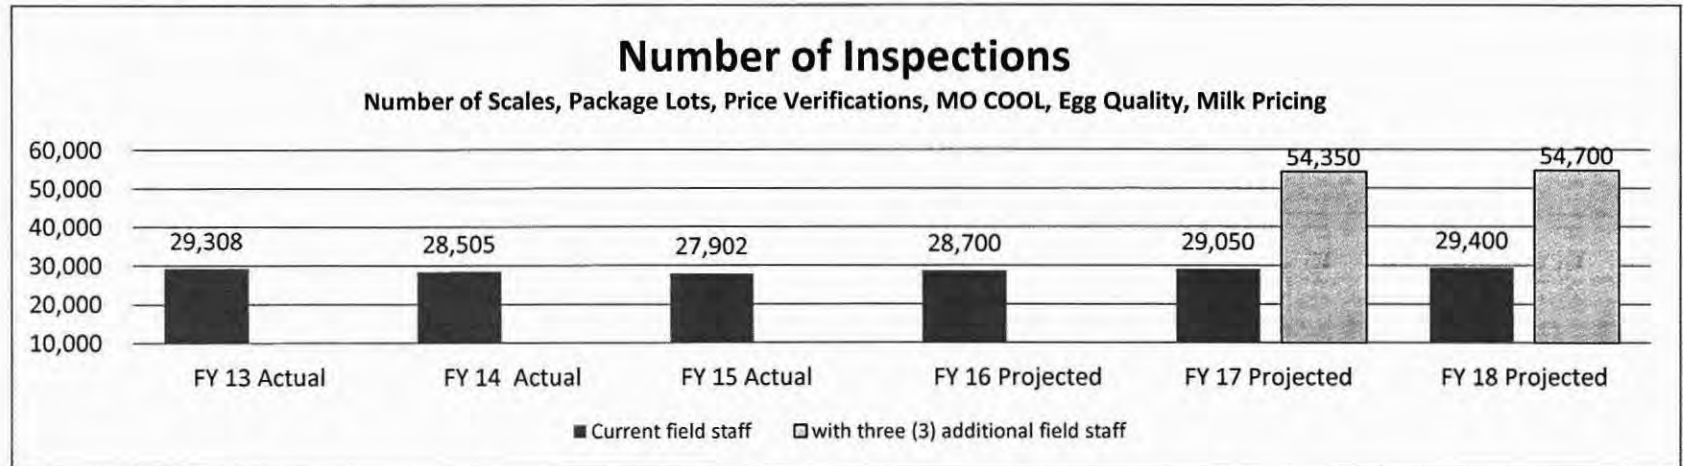 Number of Inspections
Number of Scales, Package Lots, Price Verifications, MO COOL, Egg Quality, Milk Pricing
60,000
50,000
40,000
30,000
20,000
10,000
29,308
28,505
27,902
28,700
29,050
54,350
29,400
54,700
FY 13 Actual
FY 14 Actual
FY 15 Actual
FY 16 Projected
FY 17 Projected
FY 18 Projected
Current field staff
with three (3) additional field staff